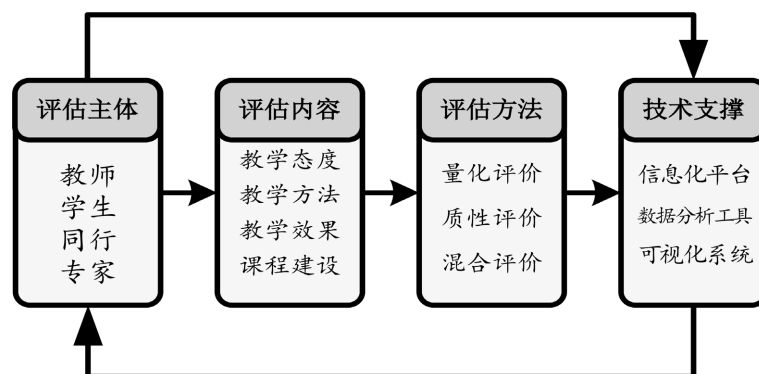 评估主体
教师
学生
同行
专家
评估内容
教学态度
教学方法
教学效果
课程建设
评估方法
量化评价
质性评价
混合评价
技术支撑
信息化平台
数据分析工具
可视化系统